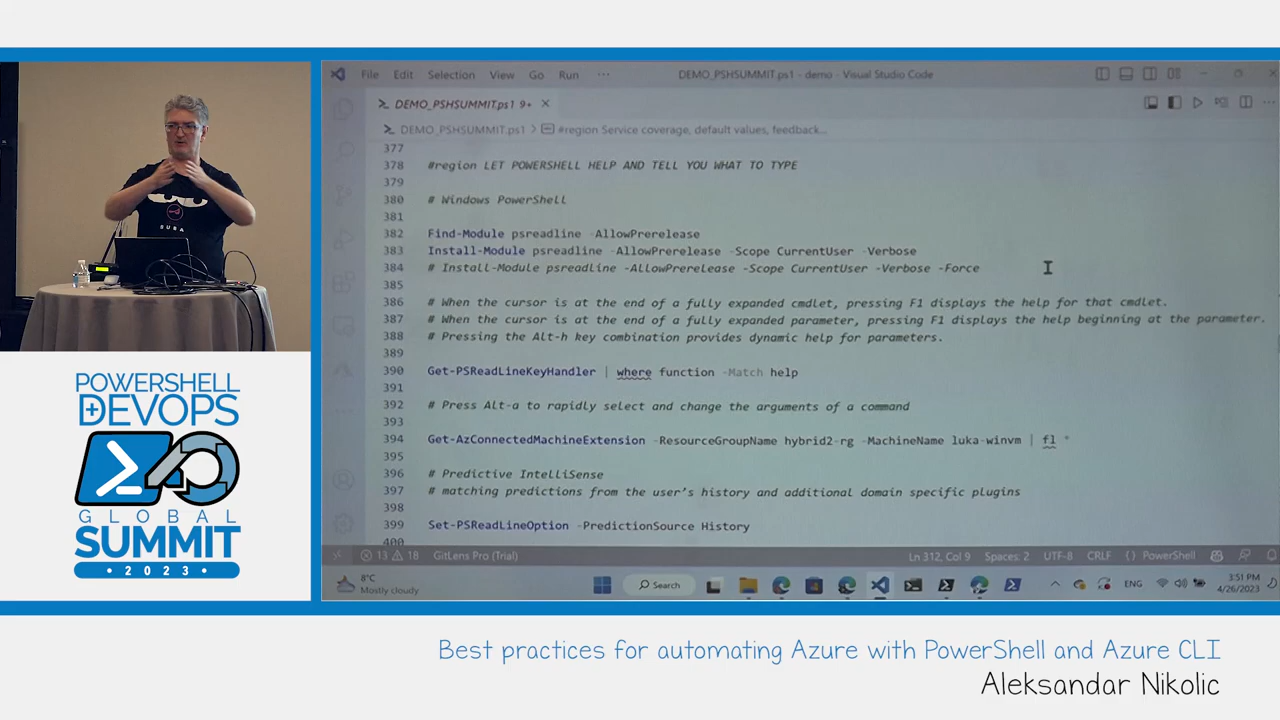 File Edit Selection View Go Run ··· DEMO_PSHSUMMIT.ps1 - demo - Visual Studio Code
DEMO_PSHSUMMIT.ps1 9+
DEMO_PSHSUMMIT.ps1 > #region Service coverage, default values, feedback...
377
378 #region LET POWERSHELL HELP AND TELL YOU WHAT TO TYPE
379
380 # Windows PowerShell
381
382 Find-Module psreadline -AllowPrerelease
383 Install-Module psreadline -AllowPrerelease -Scope CurrentUser -Verbose
384 # Install-Module psreadline -AllowPrerelease -Scope CurrentUser -Verbose -Force
385
386 # When the cursor is at the end of a fully expanded cmdlet, pressing F1 displays the help for that cmdlet.
387 # When the cursor is at the end of a fully expanded parameter, pressing F1 displays the help beginning at the parameter.
388 # Pressing the Alt-h key combination provides dynamic help for parameters.
389
390 Get-PSReadLineKeyHandler | where function -Match help
391
392 # Press Alt-a to rapidly select and change the arguments of a command
393
394 Get-AzConnectedMachineExtension -ResourceGroupName hybrid2-rg -MachineName luka-winvm | fl *
395
396 # Predictive IntelliSense
397 # matching predictions from the user's history and additional domain specific plugins
398
399 Set-PSReadLineOption -PredictionSource History
400
13 18 GitLens Pro (Trial) Ln 312, Col 9 Spaces: 2 UTF-8 CRLF {} PowerShell
8°C
Mostly cloudy
Search
ENG
3:51 PM
4/26/2023
SUBA
POWERSHELL
+DEVOPS
GLOBAL
SUMMIT
· 2023 ·
Best practices for automating Azure with PowerShell and Azure CLI
Aleksandar Nikolic